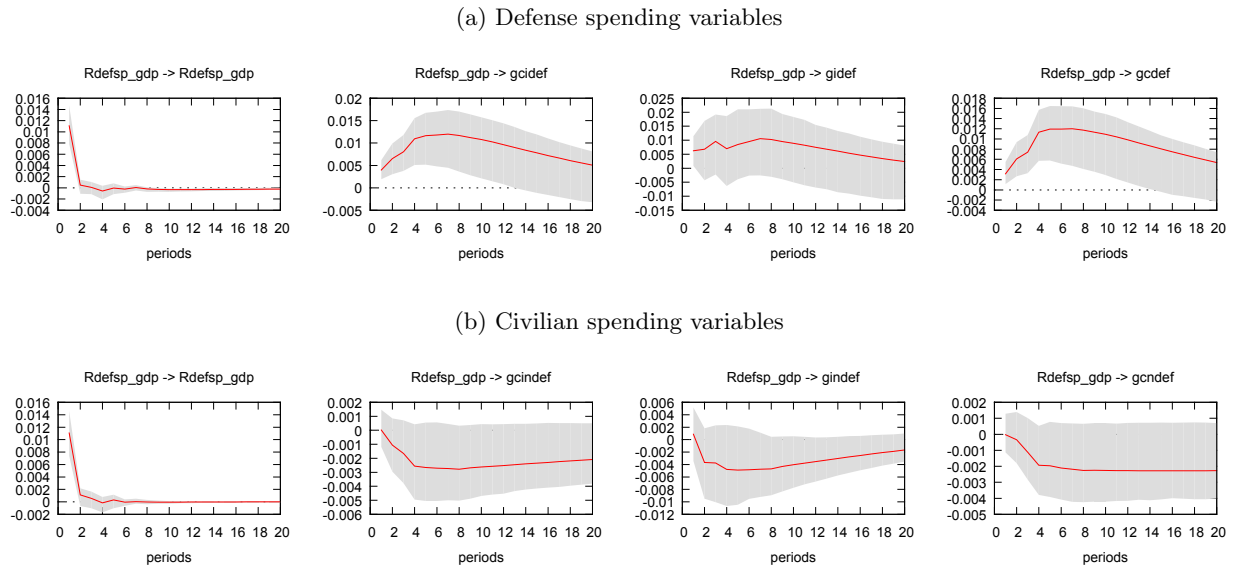 (a) Defense spending variables
Rdefsp_gdp -> Rdefsp_gdp
0.016
0.014
0.012
0.01
0.008
0.006
0.004
0.002
0
-0.002
-0.004
0 2 4 6 8 10 12 14 16 18 20
periods
Rdefsp_gdp -> gcidef
0.02
0.015
0.01
0.005
0
-0.005
0 2 4 6 8 10 12 14 16 18 20
periods
Rdefsp_gdp -> gidef
0.025
0.02
0.015
0.01
0.005
0
-0.005
-0.01
-0.015
0 2 4 6 8 10 12 14 16 18 20
periods
Rdefsp_gdp -> gcdef
0.018
0.016
0.014
0.012
0.01
0.008
0.006
0.004
0.002
0
-0.002
-0.004
0 2 4 6 8 10 12 14 16 18 20
periods
(b) Civilian spending variables
Rdefsp_gdp -> Rdefsp_gdp
0.016
0.014
0.012
0.01
0.008
0.006
0.004
0.002
0
-0.002
0 2 4 6 8 10 12 14 16 18 20
periods
Rdefsp_gdp -> gcindef
0.002
0.001
0
-0.001
-0.002
-0.003
-0.004
-0.005
-0.006
0 2 4 6 8 10 12 14 16 18 20
periods
Rdefsp_gdp -> gindef
0.006
0.004
0.002
0
-0.002
-0.004
-0.006
-0.008
-0.01
-0.012
0 2 4 6 8 10 12 14 16 18 20
periods
Rdefsp_gdp -> gcndef
0.002
0.001
0
-0.001
-0.002
-0.003
-0.004
-0.005
0 2 4 6 8 10 12 14 16 18 20
periods